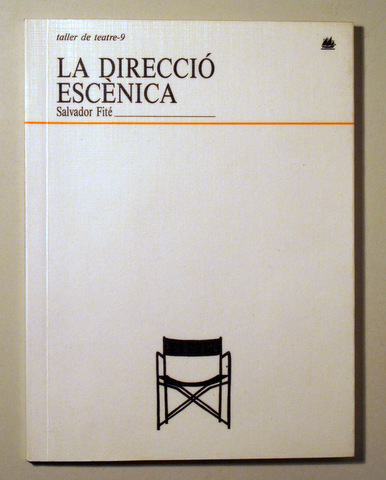 taller de teatre-9
LA DIRECCIÓ
ESCÈNICA
Salvador Fité